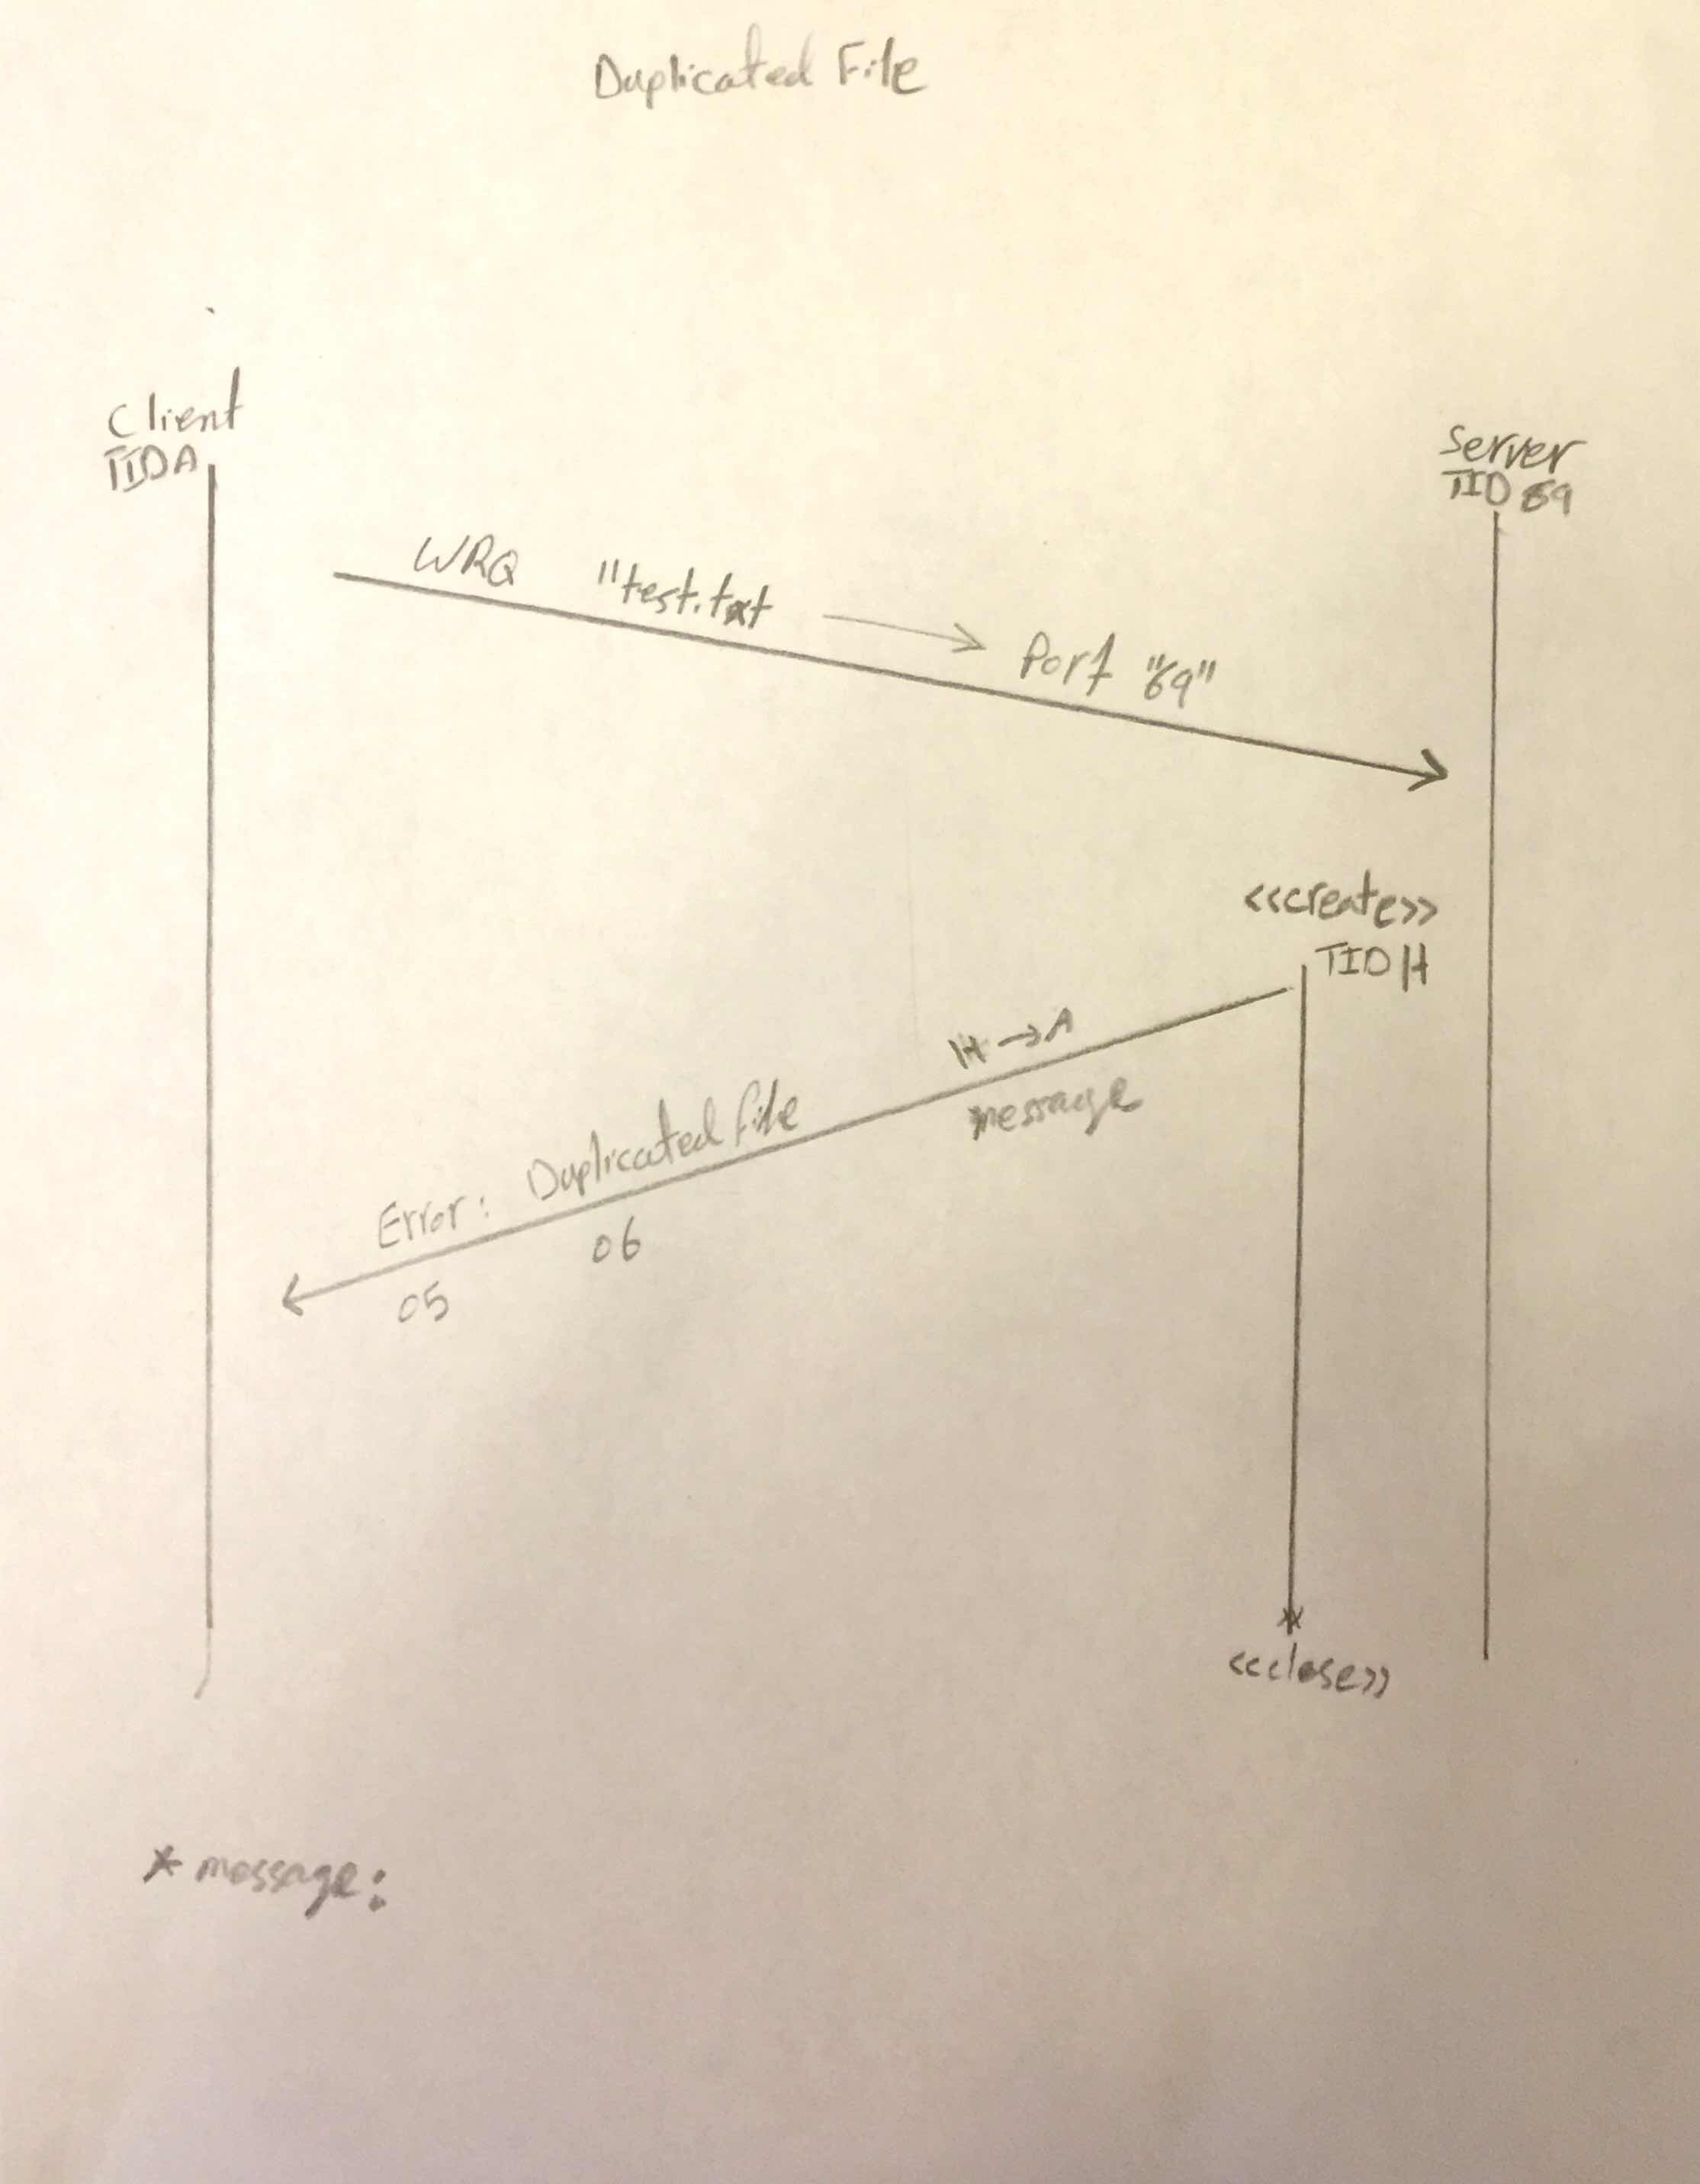 Duplicated File
Client
TIDA
Server
TID 69
WRQ "test.txt → Port "69"
<<create>>
TID H
H → A
message
Error: Duplicated file
06
05
<<close>>
* message: